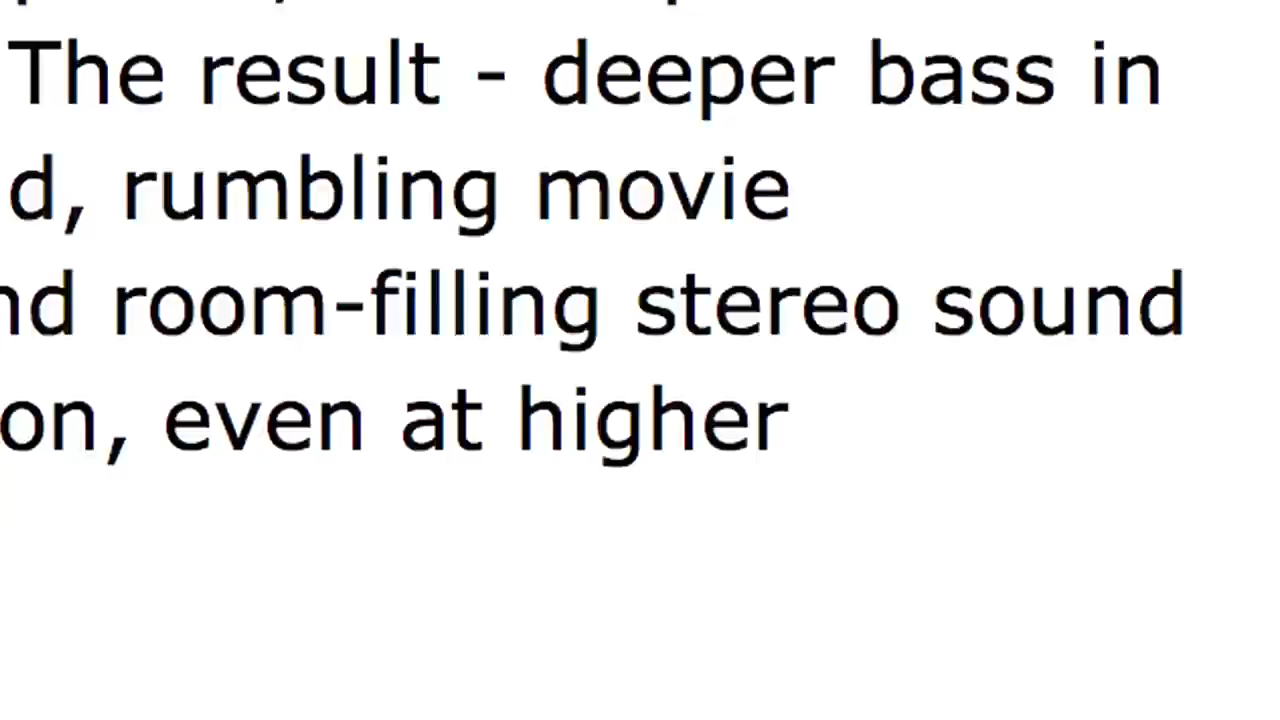 The result - deeper bass in
d, rumbling movie
nd room-filling stereo sound
on, even at higher